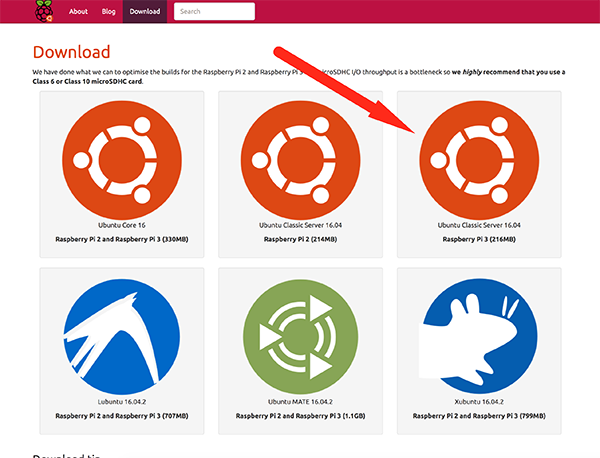 About Blog Download Search
Download
We have done what we can to optimise the builds for the Raspberry Pi 2 and Raspberry Pi 3 microSDHC I/O throughput is a bottleneck so we highly recommend that you use a
Class 6 or Class 10 microSDHC card.
Ubuntu Core 16
Raspberry Pi 2 and Raspberry Pi 3 (330MB)
Ubuntu Classic Server 16.04
Raspberry Pi 2 (214MB)
Ubuntu Classic Server 16.04
Raspberry Pi 3 (216MB)
Lubuntu 16.04.2
Raspberry Pi 2 and Raspberry Pi 3 (707MB)
Ubuntu MATE 16.04.2
Raspberry Pi 2 and Raspberry Pi 3 (1.1GB)
Xubuntu 16.04.2
Raspberry Pi 2 and Raspberry Pi 3 (799MB)